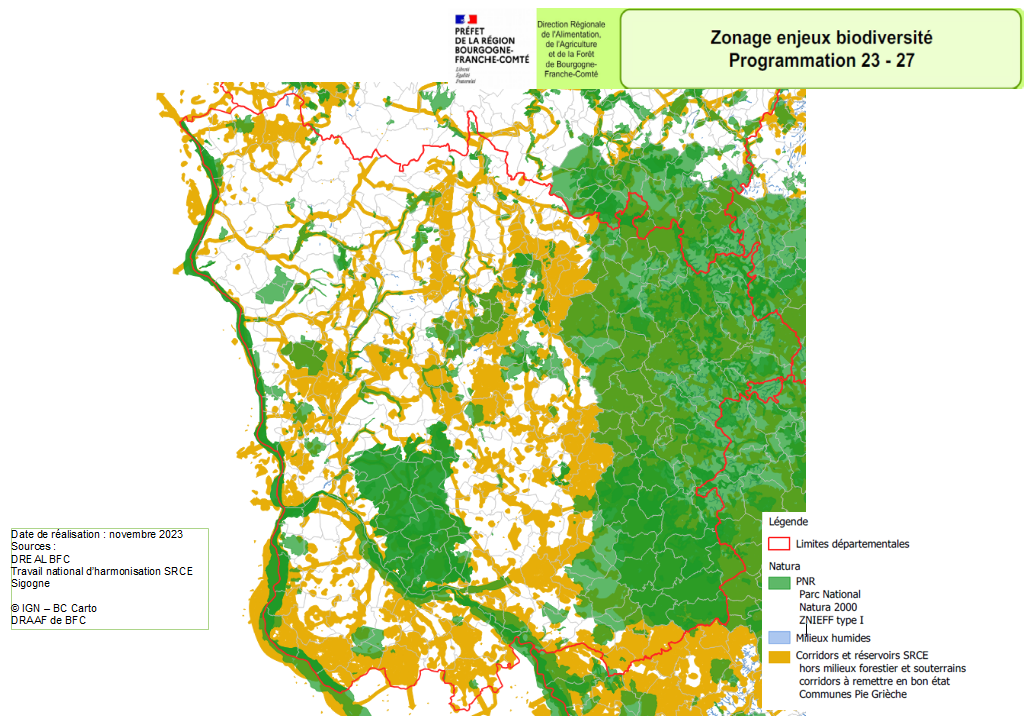 PRÉFET
DE LA RÉGION
BOURGOGNE-
FRANCHE-COMTÉ
Liberté
Égalité
Fraternité
Direction Régionale
de l'Alimentation,
de l'Agriculture
et de la Forêt
de Bourgogne-
Franche-Comté
Zonage enjeux biodiversité
Programmation 23 - 27
Date de réalisation : novembre 2023
Sources :
DREAL BFC
Travail national d'harmonisation SRCE
Sigogne
© IGN – BC Carto
DRAAF de BFC
Légende
Limites départementales
Natura
PNR
Parc National
Natura 2000
ZNIEFF type I
Milieux humides
Corridors et réservoirs SRCE
hors milieux forestier et souterrains
corridors à remettre en bon état
Communes Pie Grièche